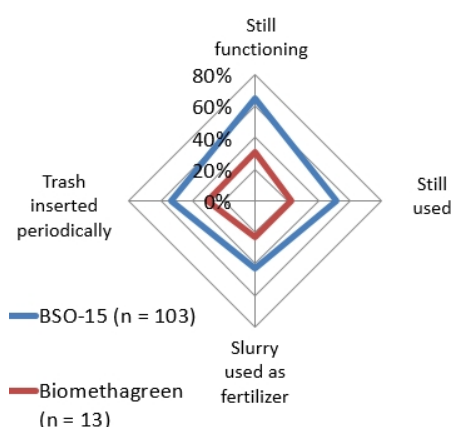 Still
functioning
80%
60%
40%
20%
0%
Trash
inserted
periodically
Still
used
BSO-15 (n = 103)
Slurry
used as
fertilizer
Biomethagreen
(n = 13)